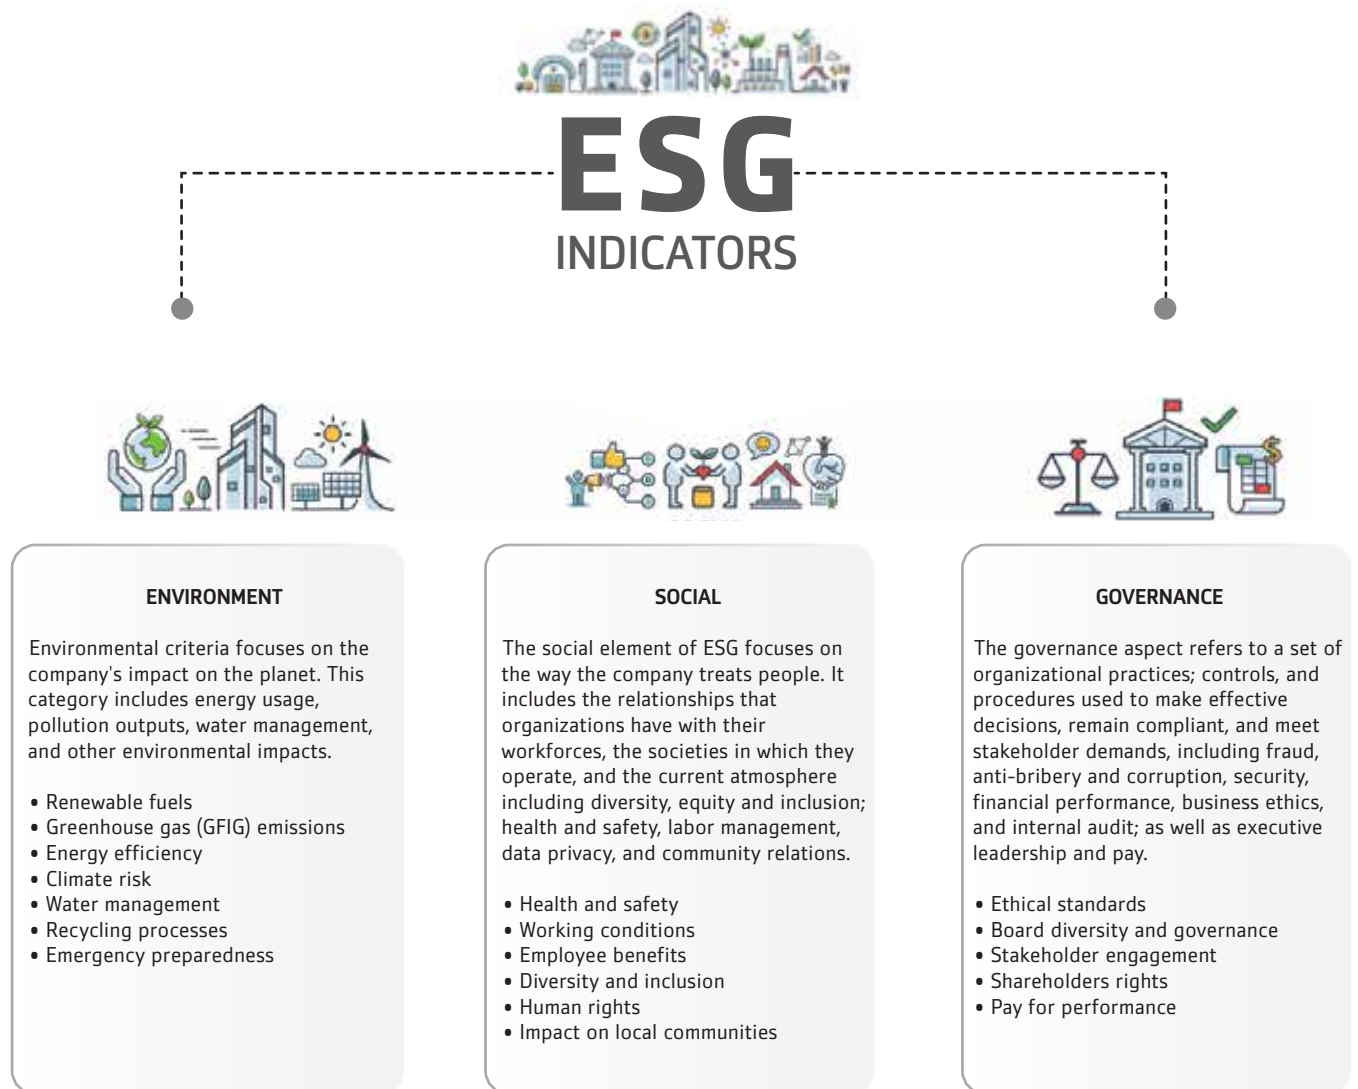 ESG
INDICATORS
ENVIRONMENT
Environmental criteria focuses on the
company's impact on the planet. This
category includes energy usage,
pollution outputs, water management,
and other environmental impacts.
• Renewable fuels
• Greenhouse gas (GFIG) emissions
• Energy efficiency
• Climate risk
• Water management
• Recycling processes
• Emergency preparedness
SOCIAL
The social element of ESG focuses on
the way the company treats people. It
includes the relationships that
organizations have with their
workforces, the societies in which they
operate, and the current atmosphere
including diversity, equity and inclusion;
health and safety, labor management,
data privacy, and community relations.
• Health and safety
• Working conditions
• Employee benefits
• Diversity and inclusion
• Human rights
• Impact on local communities
GOVERNANCE
The governance aspect refers to a set of
organizational practices; controls, and
procedures used to make effective
decisions, remain compliant, and meet
stakeholder demands, including fraud,
anti-bribery and corruption, security,
financial performance, business ethics,
and internal audit; as well as executive
leadership and pay.
• Ethical standards
• Board diversity and governance
• Stakeholder engagement
• Shareholders rights
• Pay for performance